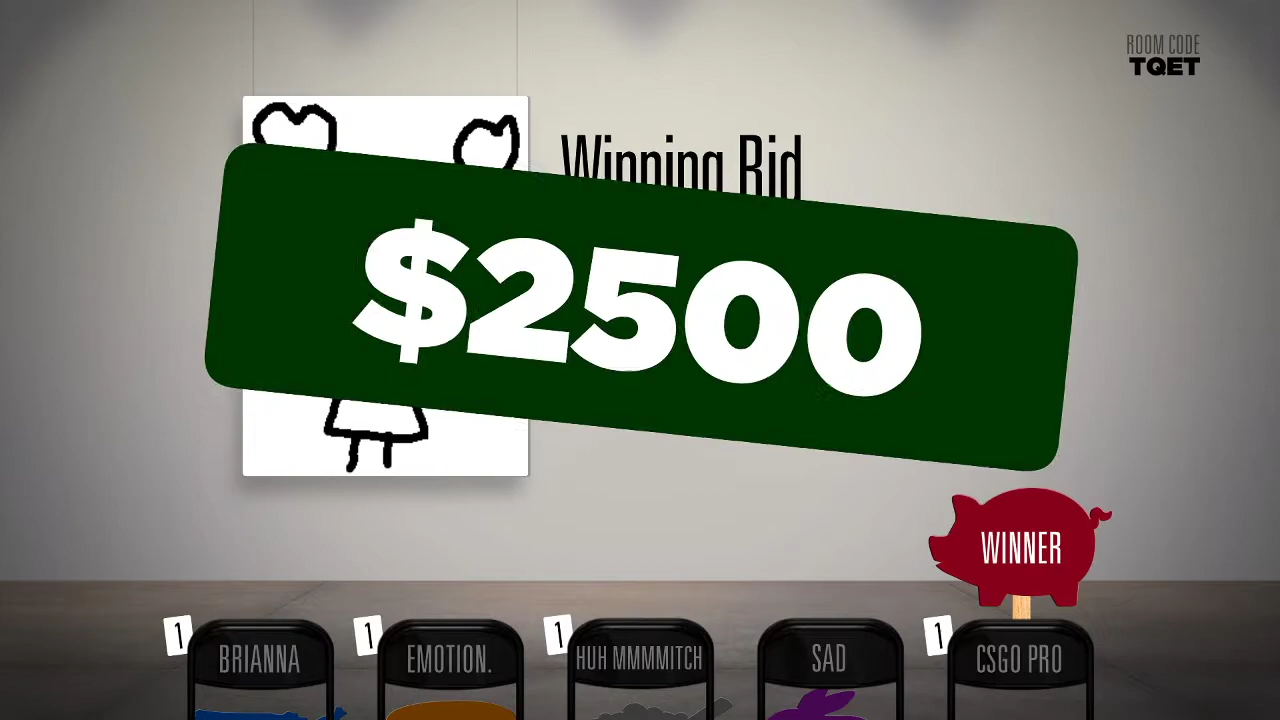 ROOM CODE
TQET
Winning Bid
$2500
WINNER
1
1
1
1
BRIANNA
EMOTION.
HUH MMMMITCH
SAD
CSGO PRO